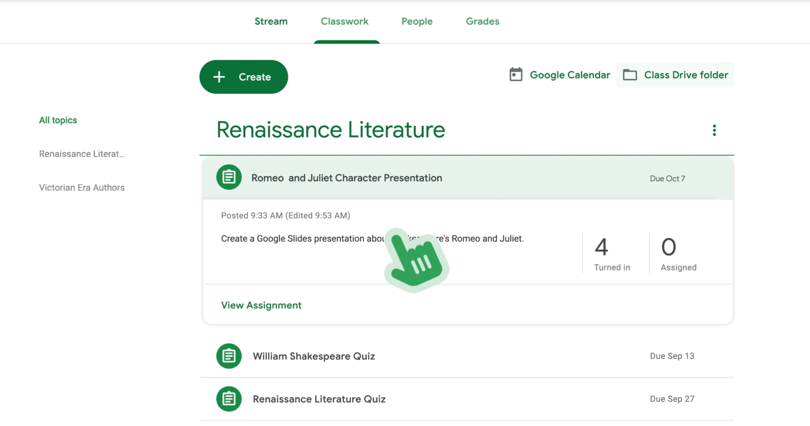 Stream Classwork People Grades
+ Create
Google Calendar Class Drive folder
All topics
Renaissance Literat...
Victorian Era Authors
Renaissance Literature
Romeo and Juliet Character Presentation Due Oct 7
Posted 9:33 AM (Edited 9:53 AM)
Create a Google Slides presentation about Romeo and Juliet.
4 0
Turned in Assigned
View Assignment
William Shakespeare Quiz Due Sep 13
Renaissance Literature Quiz Due Sep 27